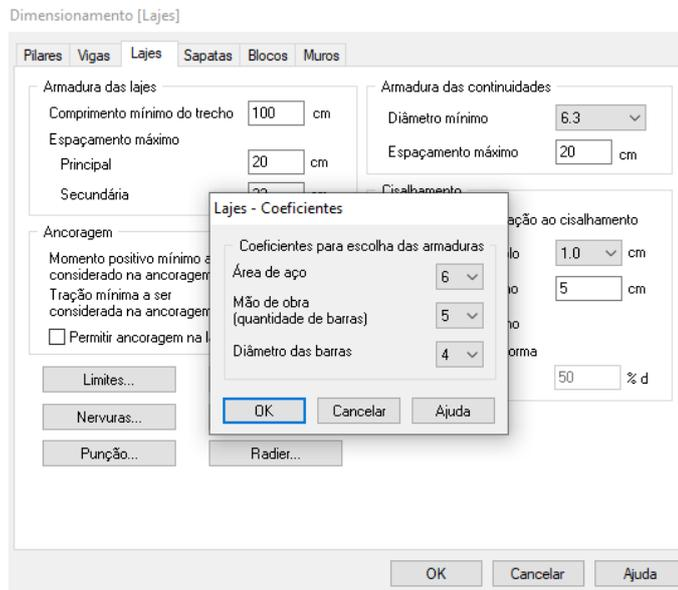 Dimensionamento [Lajes]
Pilares Vigas Lajes Sapatas Blocos Muros
Armadura das lajes
Comprimento mínimo do trecho 100 cm
Espaçamento máximo
Principal 20 cm
Secundária
Armadura das continuidades
Diâmetro mínimo 6.3
Espaçamento máximo 20 cm
Ancoragem
Momento positivo mínimo a
considerado na ancoragem
Tração mínima a ser
considerada na ancoragem
Permitir ancoragem na l
Cisalhamento
ação ao cisalhamento
lo 1.0 cm
o 5 cm
o
orma
50 % d
Lajes - Coeficientes
Coeficientes para escolha das armaduras
Área de aço 6
Mão de obra
(quantidade de barras) 5
Diâmetro das barras 4
OK Cancelar Ajuda
Limites...
Nervuras...
Punção... Radier...
OK Cancelar Ajuda